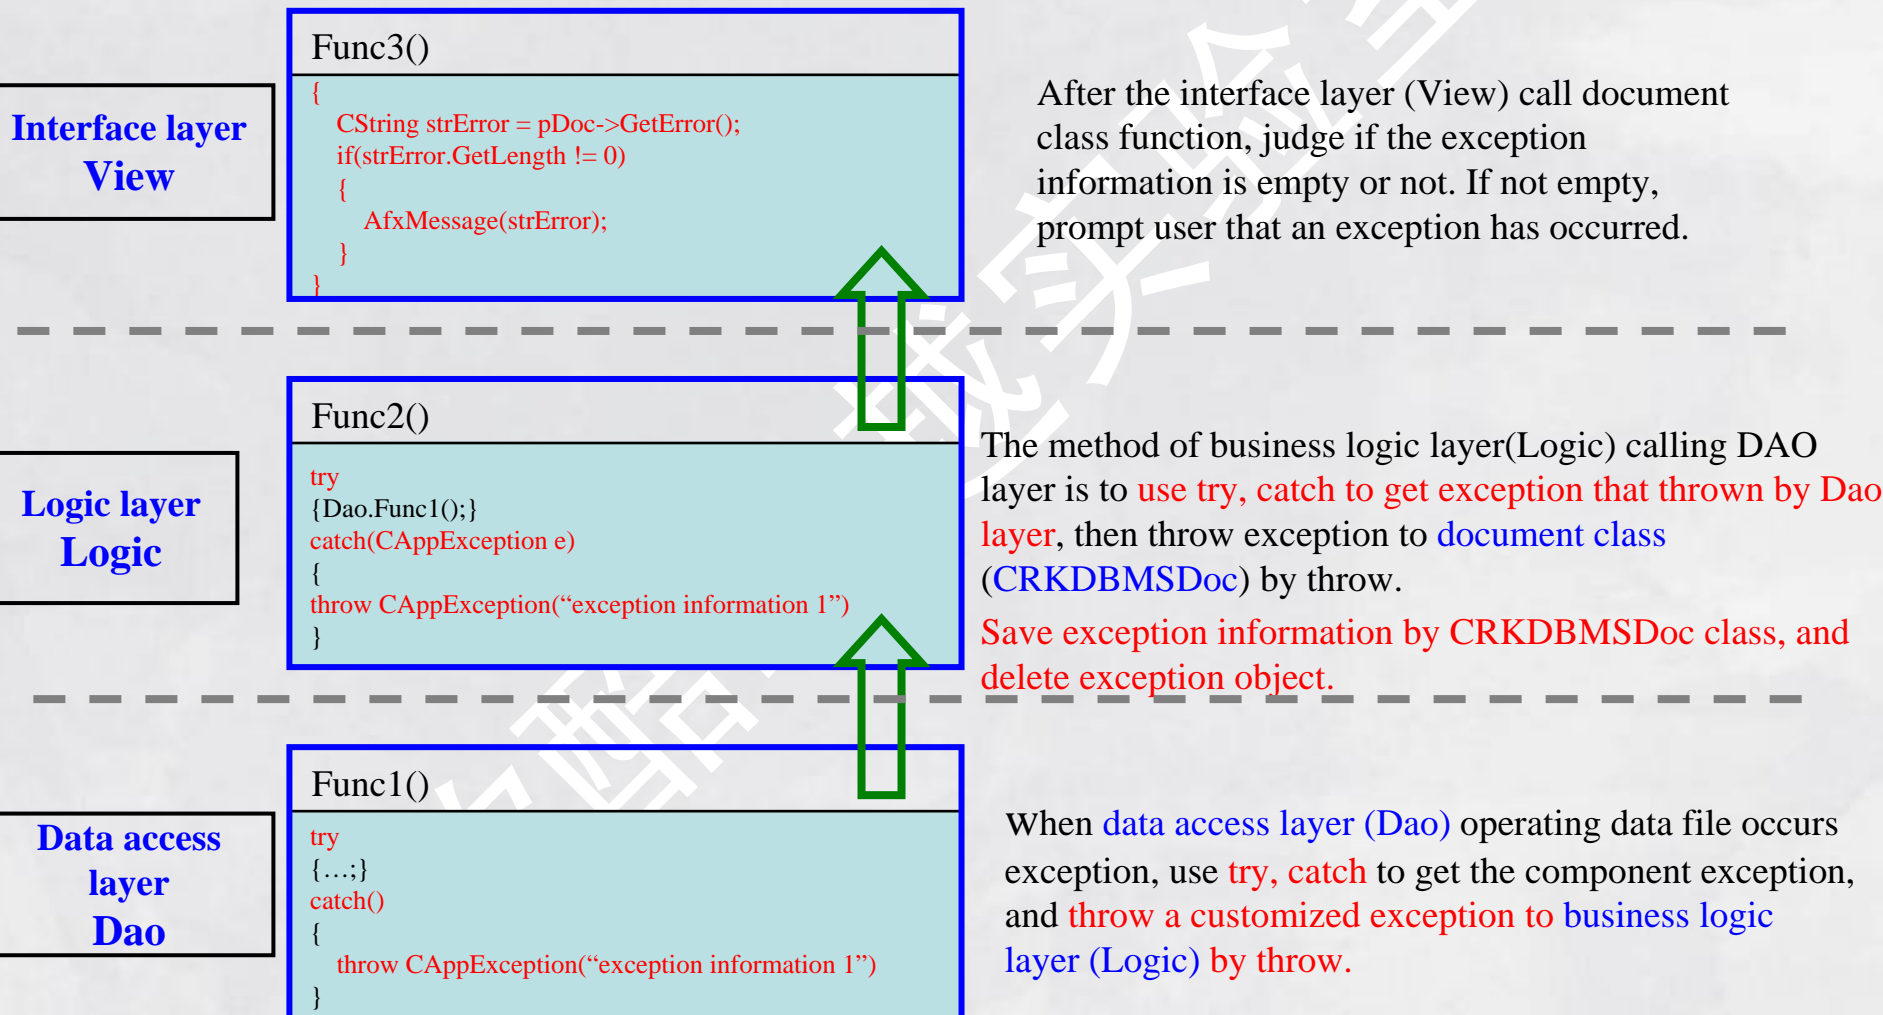 Func3()
Interface layer
View
{
CString strError = pDoc->GetError();
if(strError.GetLength != 0)
{
AfxMessage(strError);
}
}
After the interface layer (View) call document
class function, judge if the exception
information is empty or not. If not empty,
prompt user that an exception has occurred.
Func2()
Logic layer
Logic
try
{Dao.Func1();}
catch(CAppException e)
{
throw CAppException(“exception information 1”)
}
The method of business logic layer(Logic) calling DAO
layer is to use try, catch to get exception that thrown by Dao
layer, then throw exception to document class
(CRKDBMSDoc) by throw.
Save exception information by CRKDBMSDoc class, and
delete exception object.
Func1()
Data access
layer
Dao
try
{…;}
catch()
{
throw CAppException(“exception information 1”)
}
When data access layer (Dao) operating data file occurs
exception, use try, catch to get the component exception,
and throw a customized exception to business logic
layer (Logic) by throw.